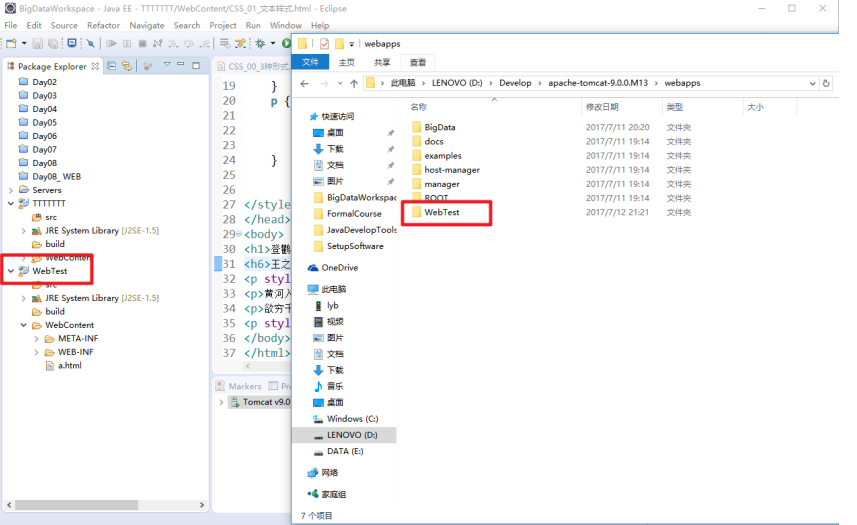 BigDataWorkspace - Java EE - TTTTTTT/WebContent/CSS_01_文本样式.html - Eclipse
File Edit Source Refactor Navigate Search Project Run Window Help
Package Explorer
Day02
Day03
Day04
Day05
Day06
Day07
Day08
Day08_WEB
Servers
TTTTTTT
src
JRE System Library [J2SE-1.5]
build
WebContent
WebTest
src
JRE System Library [J2SE-1.5]
build
WebContent
META-INF
WEB-INF
a.html
CSS_00_3种形式
19 }
20 p {
21
22
23
24 }
25
26
27 </style
28 </head>
29 <body>
30 <h1>登鹳
31 <h6>王之
32 <p styl
33 <p>黄河入
34 <p>欲穷千
35 <p styl
36 </body>
37 </html>
Markers Pr
Tomcat v9.0
webapps
文件 主页 共享 查看
此电脑 › LENOVO (D:) › Develop › apache-tomcat-9.0.0.M13 › webapps
快速访问
桌面
下载
文档
图片
BigDataWorkspac
FormalCourse
JavaDevelopTools
SetupSoftware
OneDrive
此电脑
lyb
视频
图片
文档
下载
音乐
桌面
Windows (C:)
LENOVO (D:)
DATA (E:)
网络
家庭组
名称 修改日期 类型 大小
BigData 2017/7/11 20:20 文件夹
docs 2017/7/11 19:14 文件夹
examples 2017/7/11 19:14 文件夹
host-manager 2017/7/11 19:14 文件夹
manager 2017/7/11 19:14 文件夹
ROOT 2017/7/11 19:14 文件夹
WebTest 2017/7/12 21:21 文件夹
7 个项目